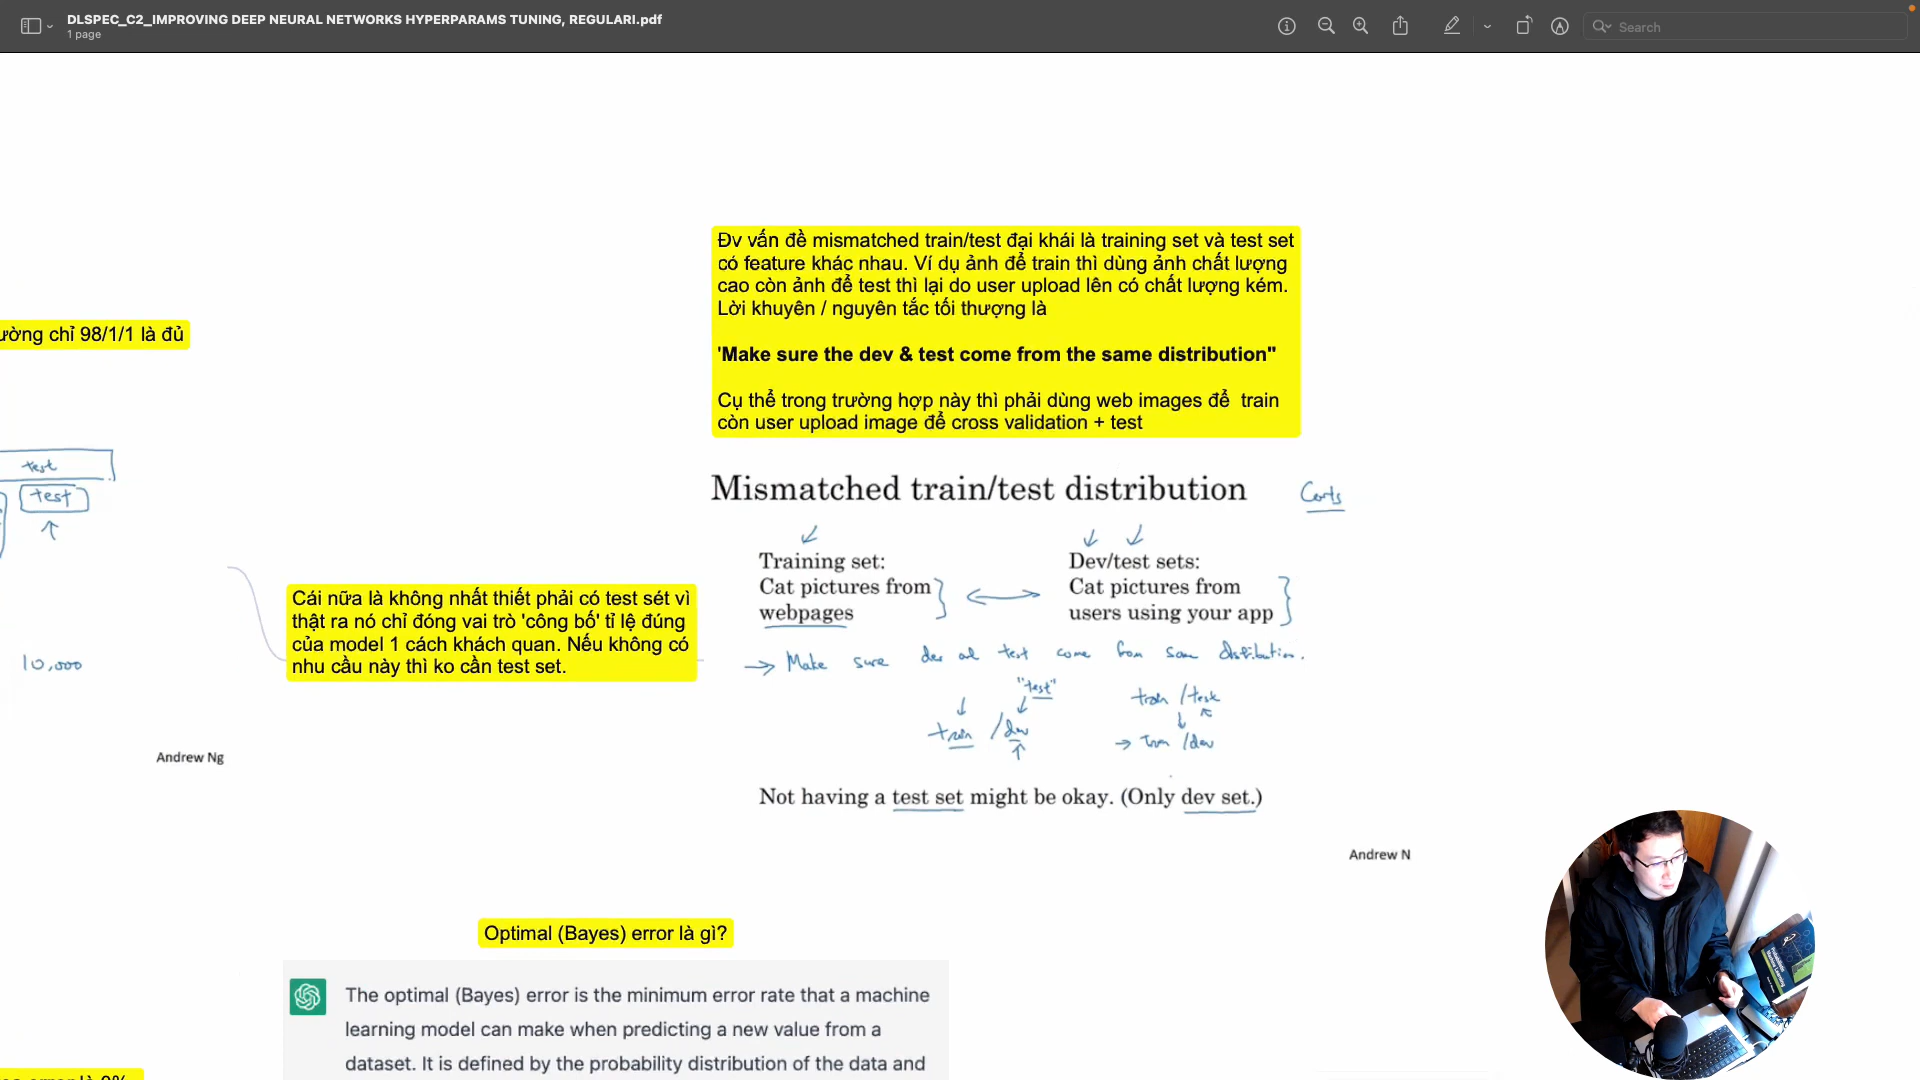 DLSPEC_C2_IMPROVING DEEP NEURAL NETWORKS HYPERPARAMS TUNING, REGULARI.pdf
1 page
Search
Đv vấn đề mismatched train/test đại khái là training set và test set
có feature khác nhau. Ví dụ ảnh để train thì dùng ảnh chất lượng
cao còn ảnh để test thì lại do user upload lên có chất lượng kém.
Lời khuyên / nguyên tắc tối thượng là
'Make sure the dev & test come from the same distribution"
Cụ thể trong trường hợp này thì phải dùng web images để  train
còn user upload image để cross validation + test
ường chỉ 98/1/1 là đủ
test
test
10,000
Andrew Ng
Cái nữa là không nhất thiết phải có test sét vì
thật ra nó chỉ đóng vai trò 'công bố' tỉ lệ đúng
của model 1 cách khách quan. Nếu không có
nhu cầu này thì ko cần test set.
Mismatched train/test distribution
Training set:
Cat pictures from
webpages
Dev/test sets:
Cat pictures from
users using your app
→ Make sure dev test come from same distribution.
"test"
train / dev
train / test
→ train / dev
Not having a test set might be okay. (Only dev set.)
Andrew N
Optimal (Bayes) error là gì?
The optimal (Bayes) error is the minimum error rate that a machine
learning model can make when predicting a new value from a
dataset. It is defined by the probability distribution of the data and